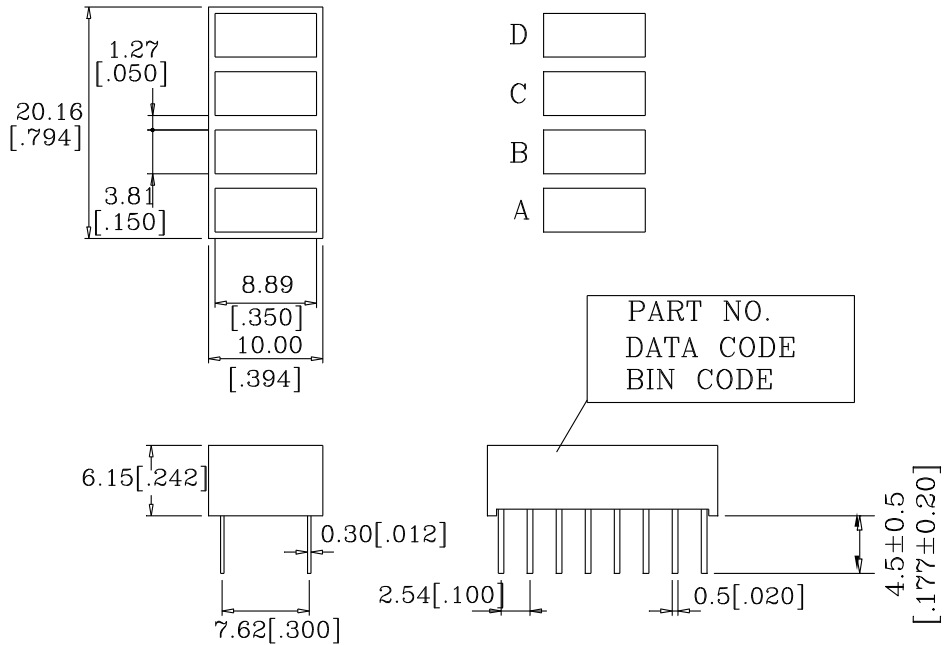 1.27
[.050]
20.16
[.794]
3.81
[.150]
8.89
[.350]
10.00
[.394]
D
C
B
A
PART NO.
DATA CODE
BIN CODE
6.15[.242]
0.30[.012]
7.62[.300]
2.54[.100]
0.5[.020]
4.5±0.5
[.177±0.20]